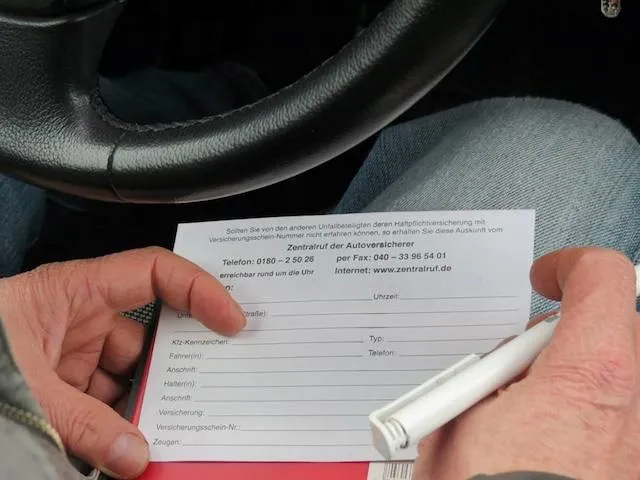 Sollten Sie von den anderen Unfallbeteiligten deren Haftpflichtversicherung mit
Versicherungsschein-Nummer nicht erfahren können, so erhalten Sie diese Auskunft vom
Zentralruf der Autoversicherer
Telefon: 0180 – 2 50 26 per Fax: 040 – 33 96 54 01
erreichbar rund um die Uhr Internet: www.zentralruf.de
Uhrzeit:
Kfz-Kennzeichen: Typ:
Fahrer(in) Telefon:
Anschrift:
Halter(in)
Anschrift:
Versicherung:
Versicherungsschein-Nr.:
Zeugen: